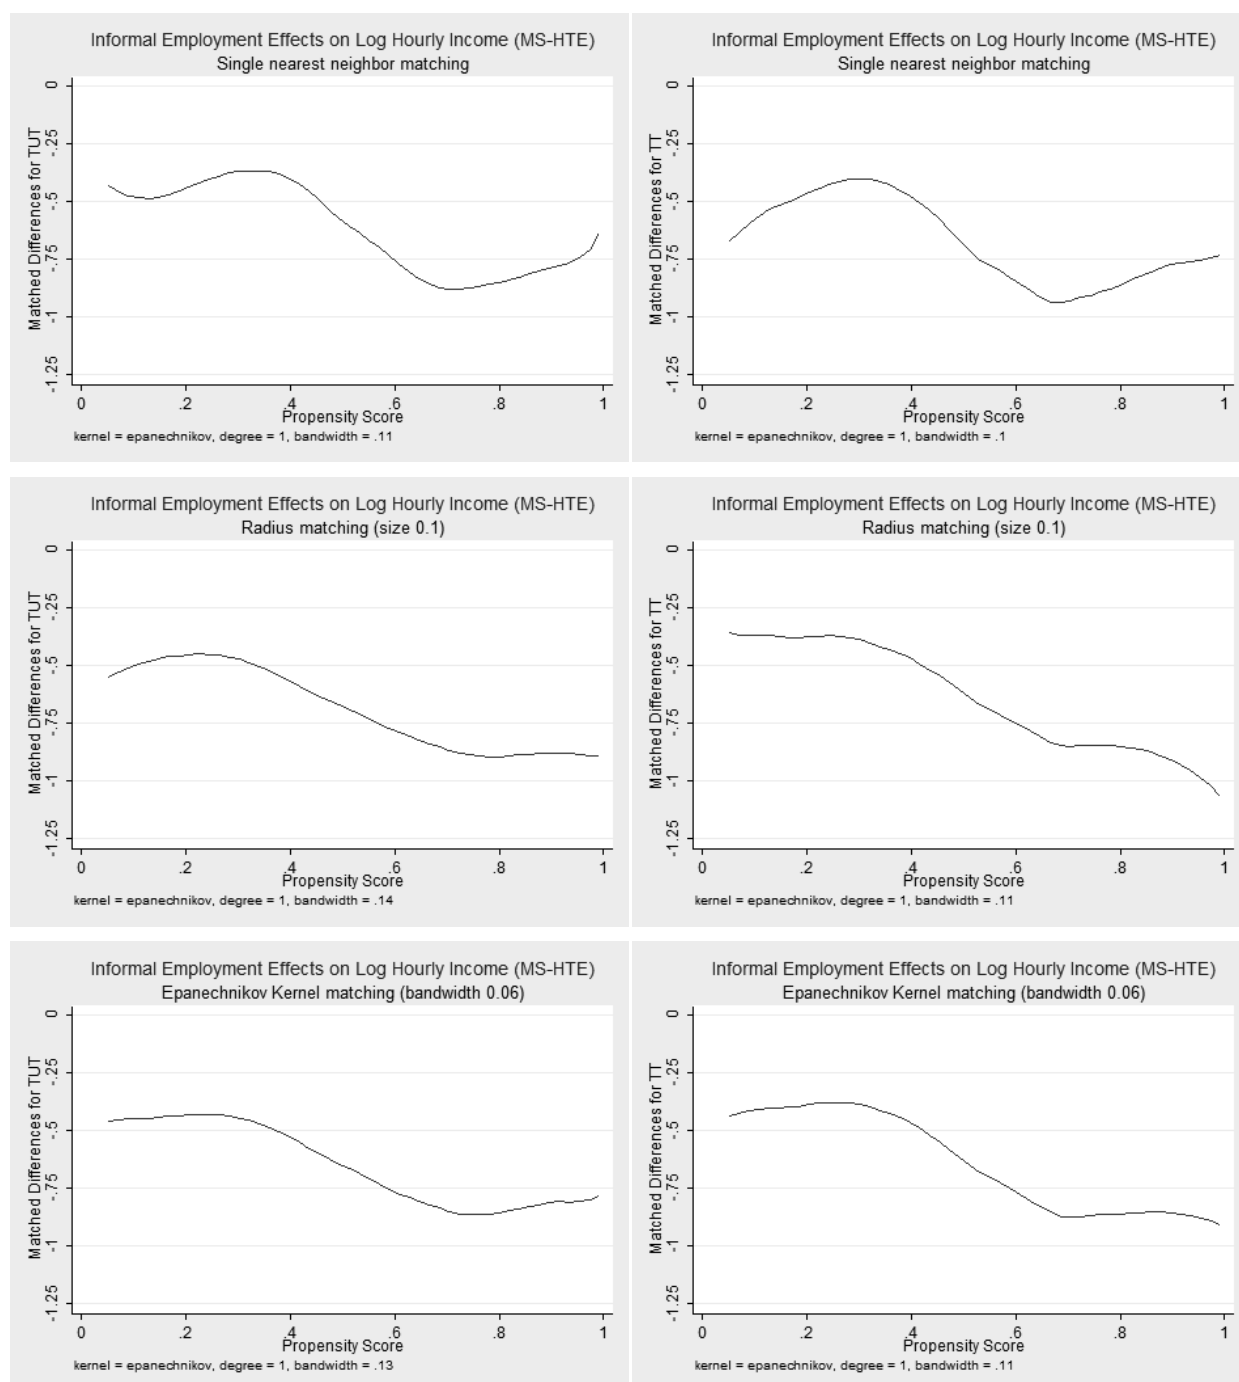 Informal Employment Effects on Log Hourly Income (MS-HTE)
Single nearest neighbor matching
Matched Differences for TUT
0
-.25
-.5
-.75
-1
-1.25
0 .2 .4 .6 .8 1
Propensity Score
kernel = epanechnikov, degree = 1, bandwidth = .11
Informal Employment Effects on Log Hourly Income (MS-HTE)
Single nearest neighbor matching
Matched Differences for TT
0
-.25
-.5
-.75
-1
-1.25
0 .2 .4 .6 .8 1
Propensity Score
kernel = epanechnikov, degree = 1, bandwidth = .1
Informal Employment Effects on Log Hourly Income (MS-HTE)
Radius matching (size 0.1)
Matched Differences for TUT
0
-.25
-.5
-.75
-1
-1.25
0 .2 .4 .6 .8 1
Propensity Score
kernel = epanechnikov, degree = 1, bandwidth = .14
Informal Employment Effects on Log Hourly Income (MS-HTE)
Radius matching (size 0.1)
Matched Differences for TT
0
-.25
-.5
-.75
-1
-1.25
0 .2 .4 .6 .8 1
Propensity Score
kernel = epanechnikov, degree = 1, bandwidth = .11
Informal Employment Effects on Log Hourly Income (MS-HTE)
Epanechnikov Kernel matching (bandwidth 0.06)
Matched Differences for TUT
0
-.25
-.5
-.75
-1
-1.25
0 .2 .4 .6 .8 1
Propensity Score
kernel = epanechnikov, degree = 1, bandwidth = .13
Informal Employment Effects on Log Hourly Income (MS-HTE)
Epanechnikov Kernel matching (bandwidth 0.06)
Matched Differences for TT
0
-.25
-.5
-.75
-1
-1.25
0 .2 .4 .6 .8 1
Propensity Score
kernel = epanechnikov, degree = 1, bandwidth = .11